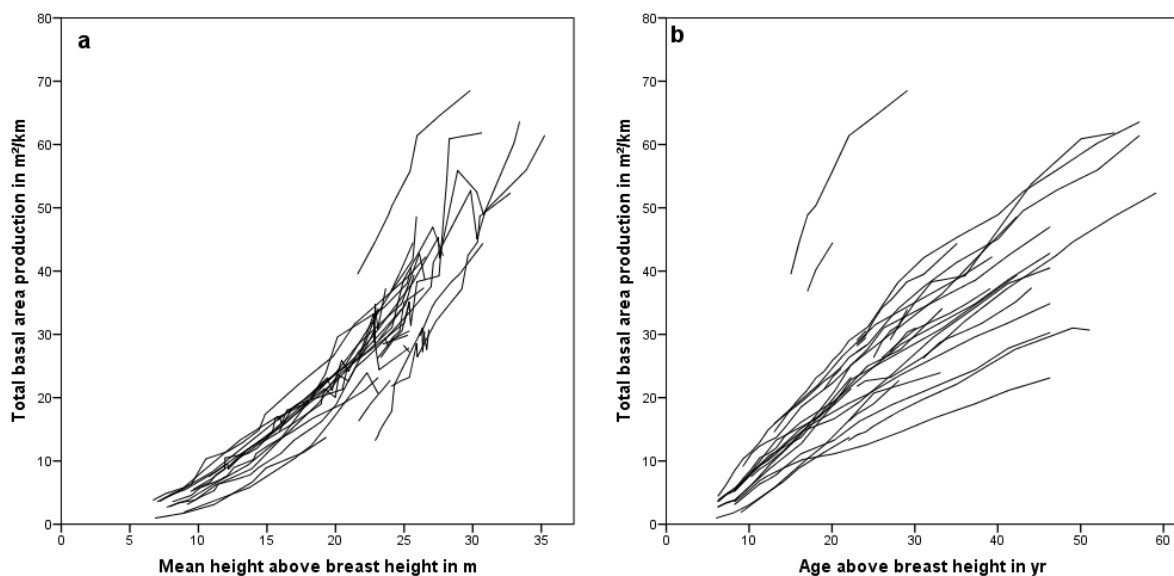 a
80
70
60
50
40
30
20
10
0
Total basal area production in m²/km
0 5 10 15 20 25 30 35
Mean height above breast height in m
b
80
70
60
50
40
30
20
10
0
Total basal area production in m²/km
0 10 20 30 40 50 60
Age above breast height in yr